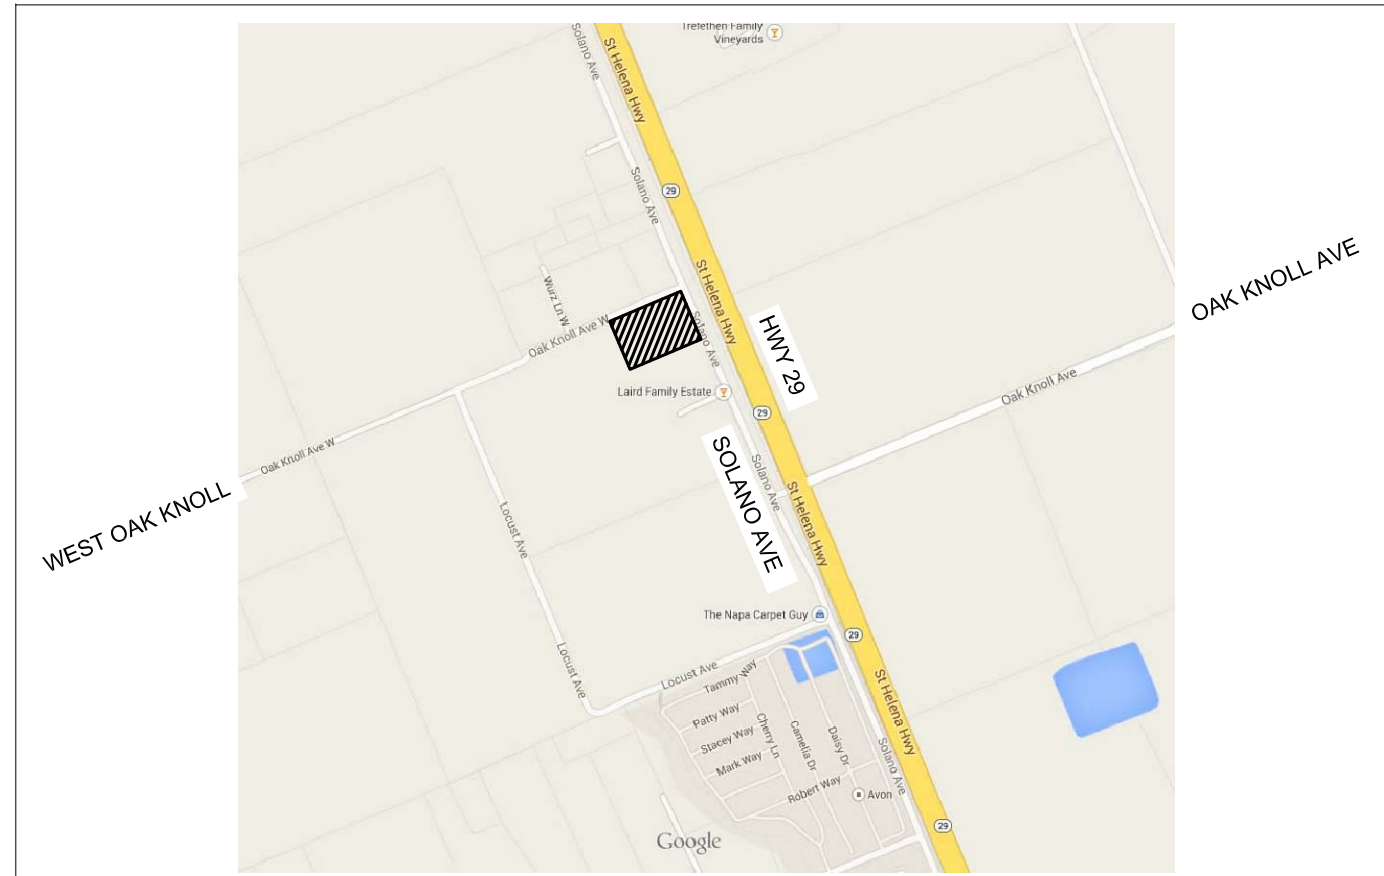 Trefethen Family
Vineyards
Solano Ave
St Helena Hwy
Solano Ave
29
Wurz Ln W
St Helena Hwy
OAK KNOLL AVE
Oak Knoll Ave W
Solano Ave
HWY 29
Laird Family Estate
29
Oak Knoll Ave
Oak Knoll Ave W
SOLANO AVE
Solano Ave
WEST OAK KNOLL
Locust Ave
St Helena Hwy
The Napa Carpet Guy
29
Locust Ave
Locust Ave
Tammy Way
St Helena Hwy
Patty Way
Cherry Ln
Camelia Dr
Daisy Dr
Stacey Way
Solano Ave
Mark Way
Robert Way
Avon
29
Google